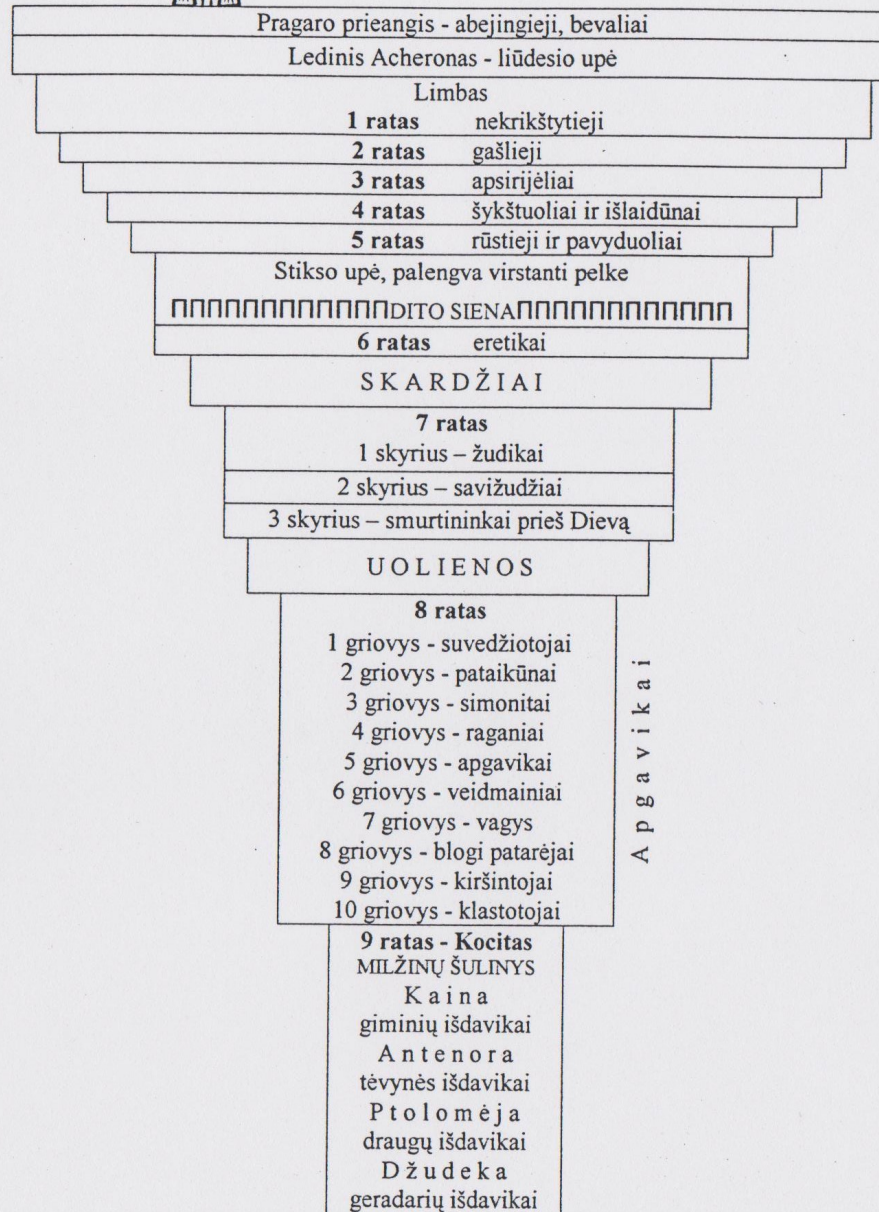 Pragaro prieangis - abejingieji, bevaliai
Ledinis Acheronas - liūdesio upė
Limbas
1 ratas nekrikštytieji
2 ratas gašlieji
3 ratas apsirijėliai
4 ratas šykštuoliai ir išlaidūnai
5 ratas rūstieji ir pavyduoliai
Stikso upė, palengva virstanti pelke
DITO SIENA
6 ratas eretikai
SKARDŽIAI
7 ratas
1 skyrius – žudikai
2 skyrius – savižudžiai
3 skyrius – smurtininkai prieš Dievą
UOLIENOS
8 ratas
1 griovys - suvedžiotojai
2 griovys - pataikūnai
3 griovys - simonitai
4 griovys - raganiai
5 griovys - apgavikai
6 griovys - veidmainiai
7 griovys - vagys
8 griovys - blogi patarėjai
9 griovys - kiršintojai
10 griovys - klastotojai
Apgavikai
9 ratas - Kocitas
MILŽINŲ ŠULINYS
Kaina
giminių išdavikai
Antenora
tėvynės išdavikai
Ptolomėja
draugų išdavikai
Džudeka
geradarių išdavikai